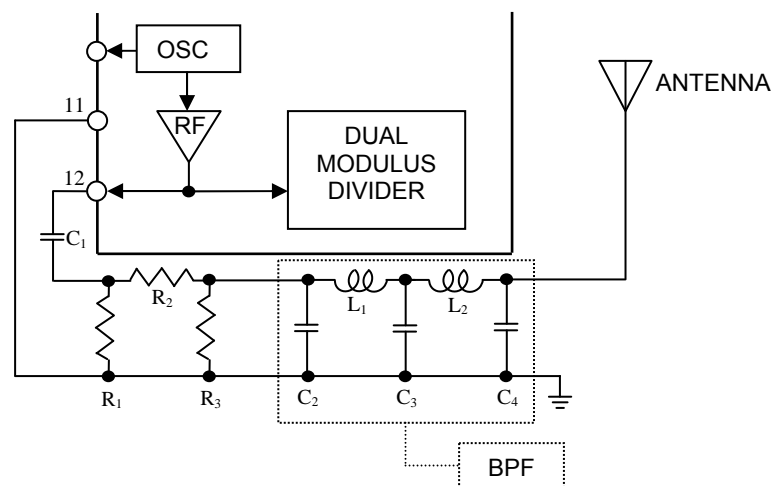 OSC
ANTENNA
11
RF
DUAL
MODULUS
DIVIDER
12
C1
R2
L1
L2
R1
R3
C2
C3
C4
BPF